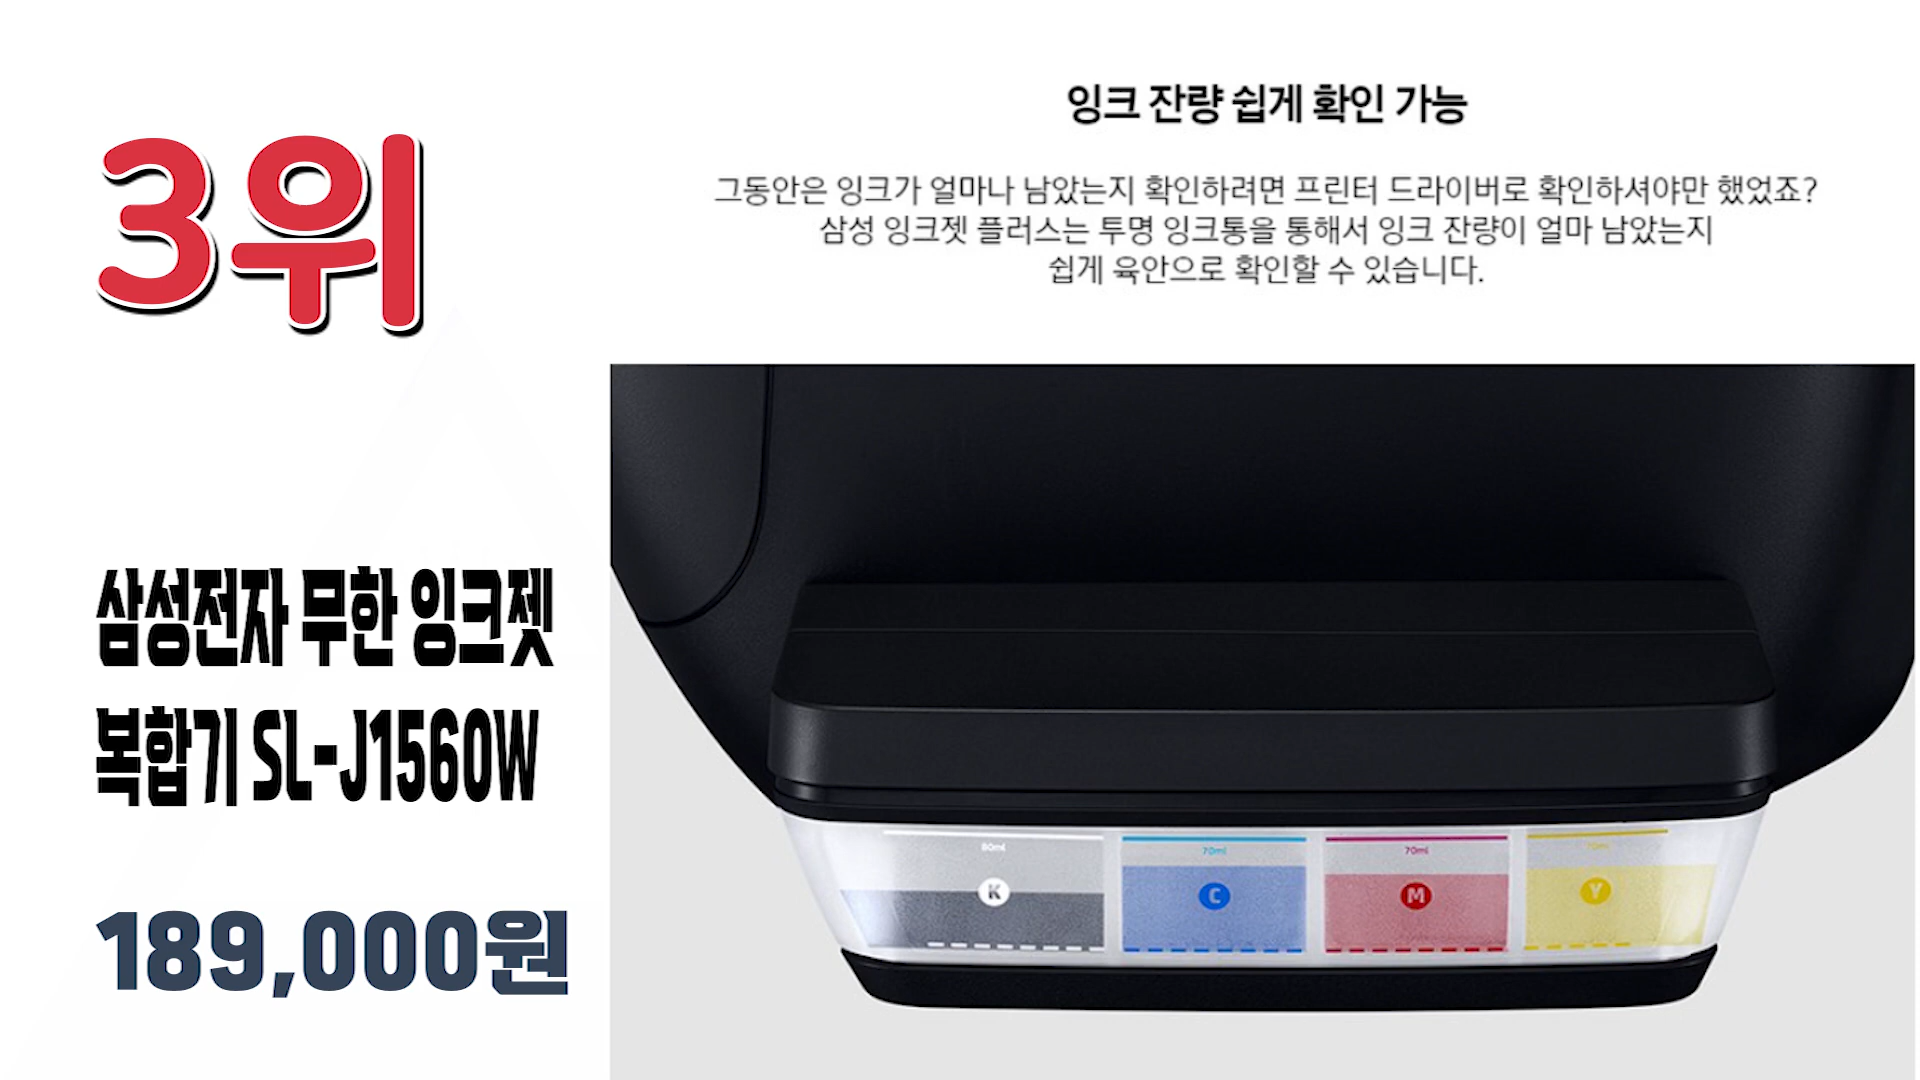 3위
삼성전자 무한 잉크젯
복합기 SL-J1560W
189,000원
잉크 잔량 쉽게 확인 가능
그동안은 잉크가 얼마나 남았는지 확인하려면 프린터 드라이버로 확인하셔야만 했었죠?
삼성 잉크젯 플러스는 투명 잉크통을 통해서 잉크 잔량이 얼마 남았는지
쉽게 육안으로 확인할 수 있습니다.
80ml
70ml
70ml
70ml
K
C
M
Y